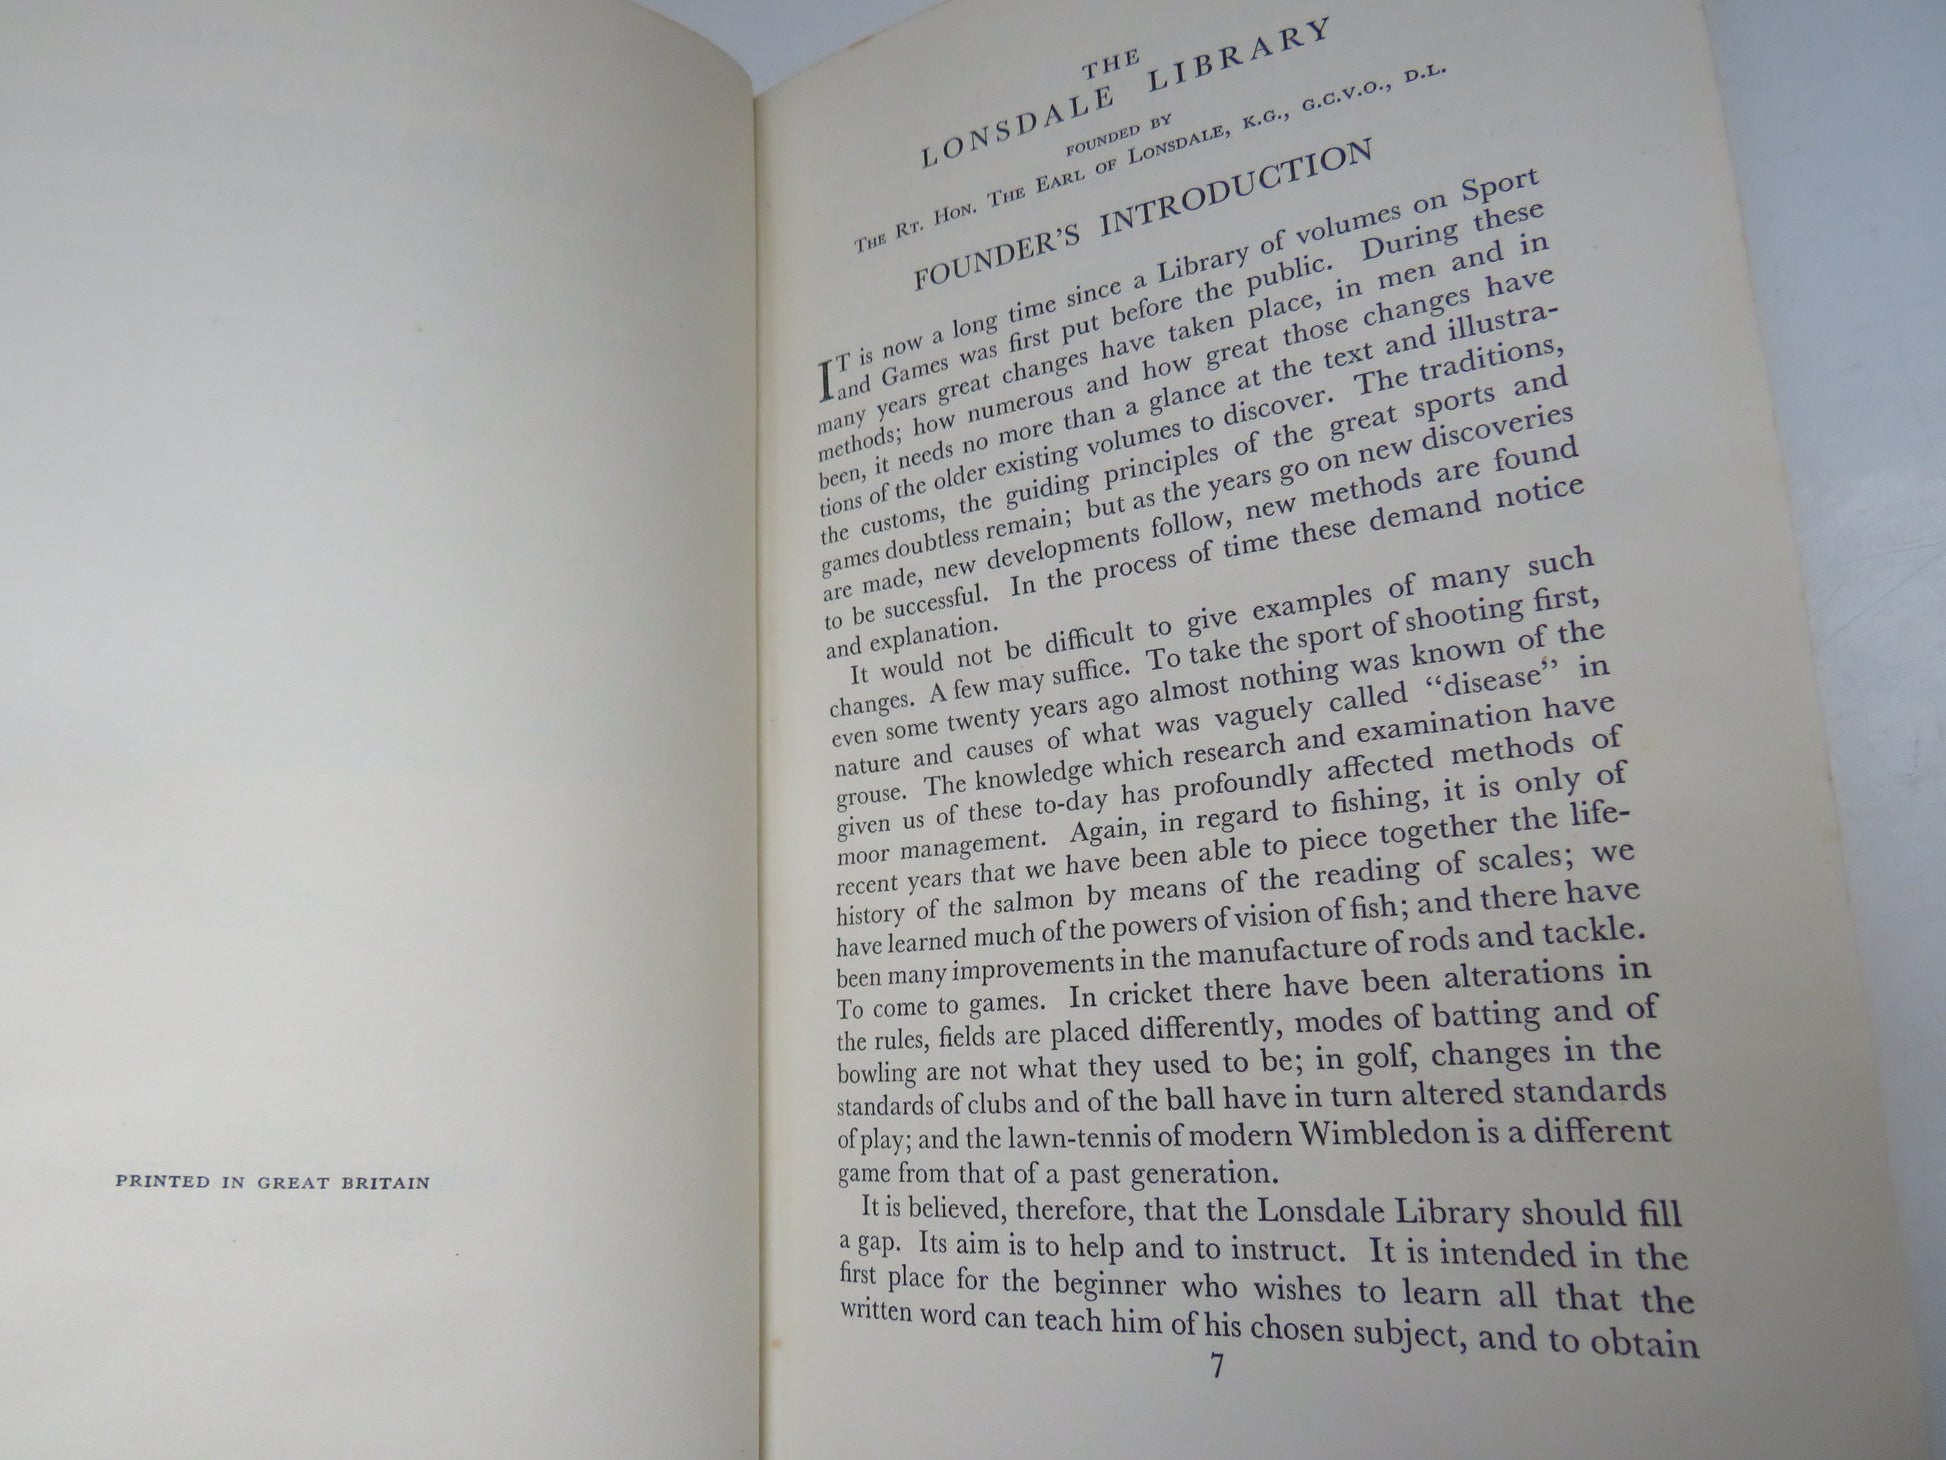 PRINTED IN GREAT BRITAIN
THE
LONSDALE LIBRARY
FOUNDED BY
THE RT. HON. THE EARL OF LONSDALE, K.G., G.C.V.O., D.L.
FOUNDER'S INTRODUCTION
IT is now a long time since a Library of volumes on Sport
and Games was first put before the public. During these
many years great changes have taken place, in men and in
methods; how numerous and how great those changes have
been, it needs no more than a glance at the text and illustra-
tions of the older existing volumes to discover. The traditions,
the customs, the guiding principles of the great sports and
games doubtless remain; but as the years go on new discoveries
are made, new developments follow, new methods are found
to be successful. In the process of time these demand notice
and explanation.
It would not be difficult to give examples of many such
changes. A few may suffice. To take the sport of shooting first,
even some twenty years ago almost nothing was known of the
nature and causes of what was vaguely called "disease" in
grouse. The knowledge which research and examination have
given us of these to-day has profoundly affected methods of
moor management. Again, in regard to fishing, it is only of
recent years that we have been able to piece together the life-
history of the salmon by means of the reading of scales; we
have learned much of the powers of vision of fish; and there have
been many improvements in the manufacture of rods and tackle.
To come to games. In cricket there have been alterations in
the rules, fields are placed differently, modes of batting and of
bowling are not what they used to be; in golf, changes in the
standards of clubs and of the ball have in turn altered standards
of play; and the lawn-tennis of modern Wimbledon is a different
game from that of a past generation.
It is believed, therefore, that the Lonsdale Library should fill
a gap. Its aim is to help and to instruct. It is intended in the
first place for the beginner who wishes to learn all that the
written word can teach him of his chosen subject, and to obtain
7